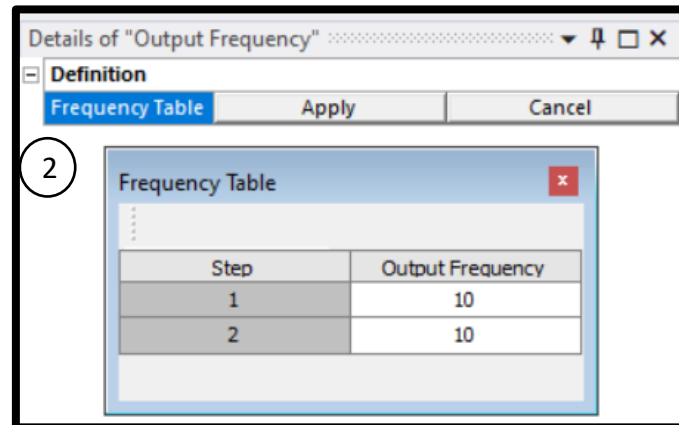 Details of "Output Frequency"
Definition
Frequency Table Apply Cancel
2
Frequency Table
x
Step Output Frequency
1 10
2 10